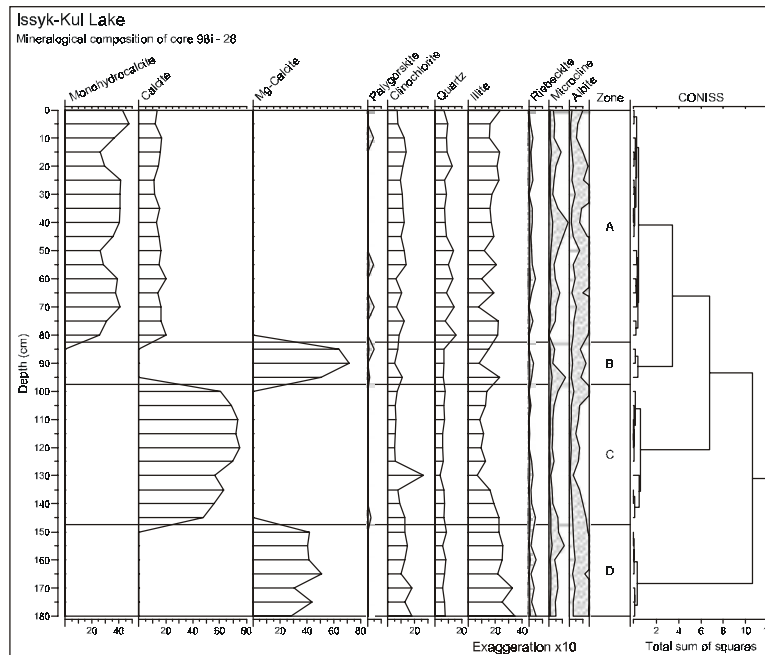 Issyk-Kul Lake
Mineralogical composition of core 98i - 28
Monohydrocalcite
Calcite
Mg-Calcite
Palygorskite
Clinochlorite
Quartz
Illite
Riebeckite
Microcline
Albite
Zone
CONISS
Depth (cm)
0
10
20
30
40
50
60
70
80
90
100
110
120
130
140
150
160
170
180
A
B
C
D
20 40
20 40 60 80
20 40 60 80
20
20
20 40
2 4 6 8 10 12
Exaggeration x10
Total sum of squares